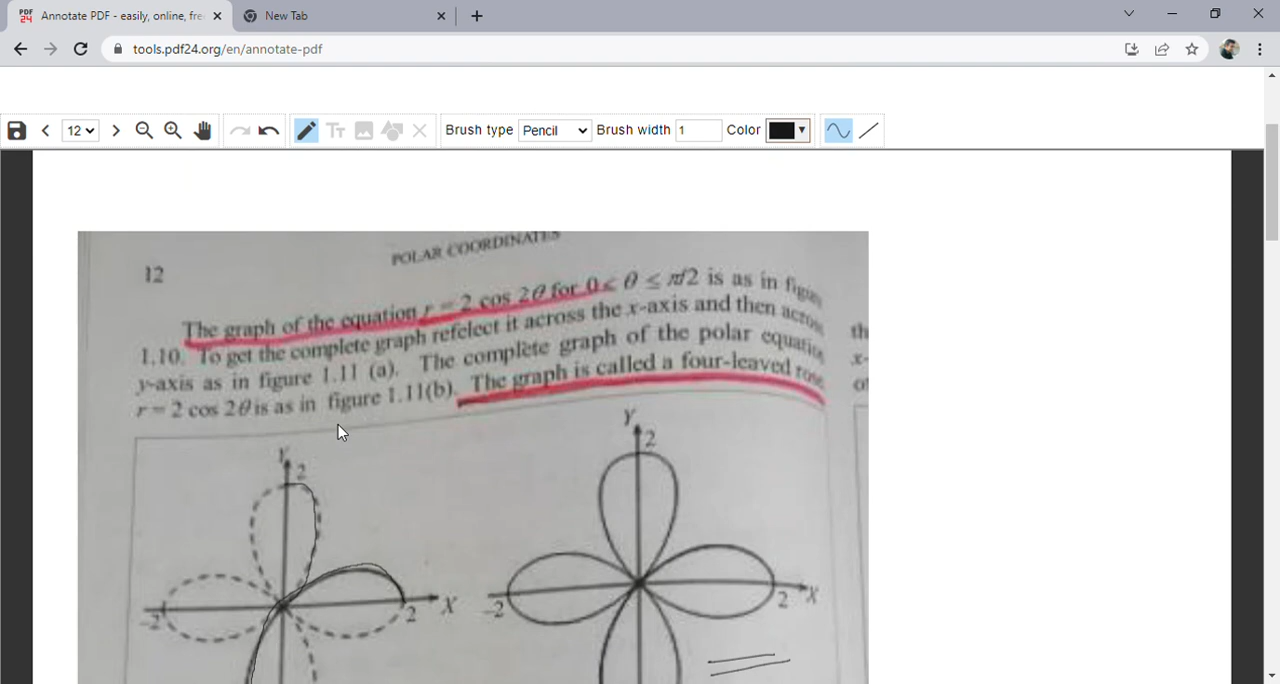 PDF24 Annotate PDF - easily, online, fre
New Tab
tools.pdf24.org/en/annotate-pdf
12
Brush type Pencil Brush width 1 Color
POLAR COORDINATES
12
The graph of the equation r = 2 cos 2θ for 0 ≤ θ ≤ π/2 is as in figure
1.10. To get the complete graph refelect it across the x-axis and then across
y-axis as in figure 1.11 (a). The complete graph of the polar equation
r = 2 cos 2θ is as in figure 1.11(b). The graph is called a four-leaved rose
th
x-
of
Y
2
-2
2
X
Y
2
-2
2
X